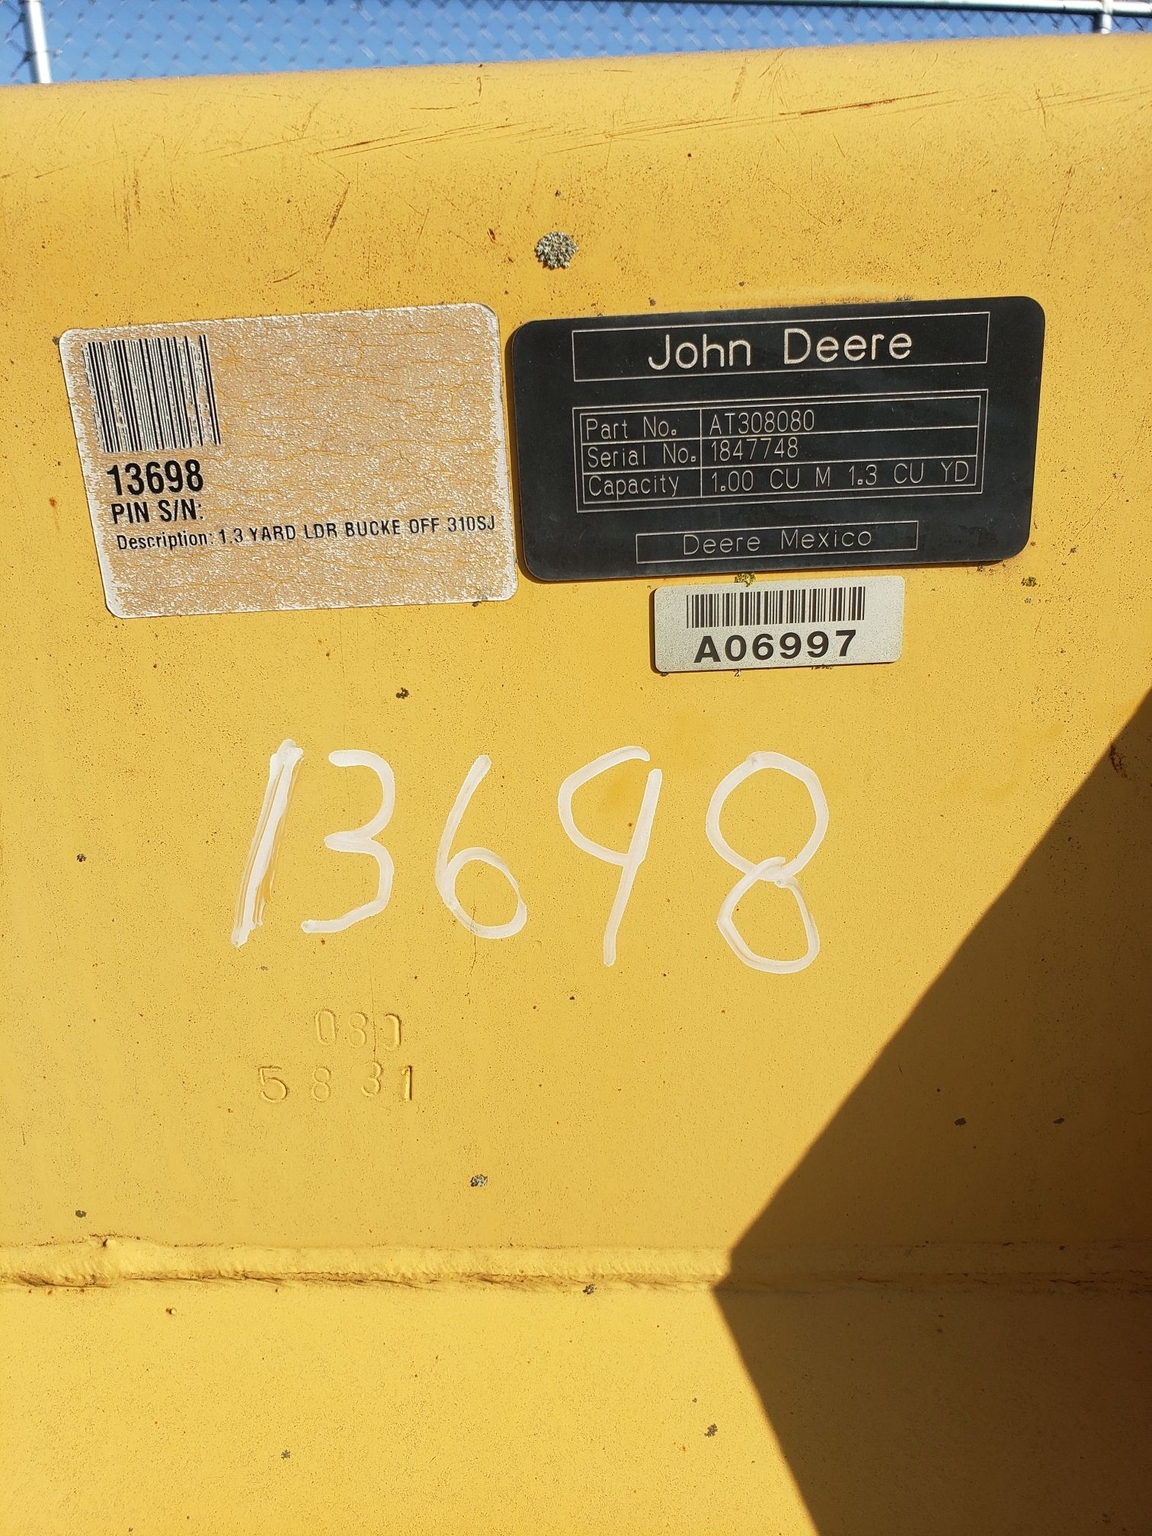 13698
PIN S/N:
Description: 1.3 YARD LDR BUCKE OFF 310SJ
John Deere
Part No. AT308080
Serial No. 1847748
Capacity 1.00 CU M 1.3 CU YD
Deere Mexico
A06997
13698
080
5831